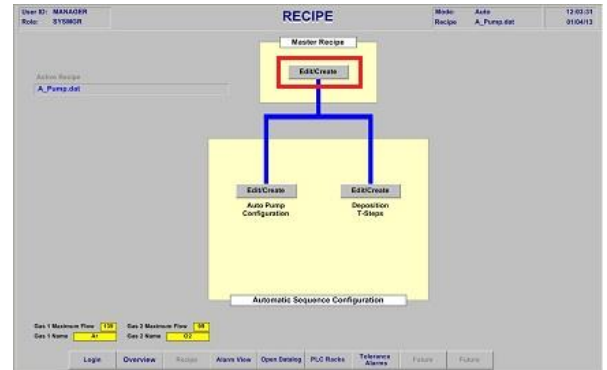 User ID: MANAGER
Role: SYSMGR
RECIPE
Mode: Auto
Recipe A_Pump.dat
12:03:31
01/04/13
Master Recipe
Edit/Create
Active Recipe
A_Pump.dat
Edit/Create
Edit/Create
Auto Pump
Configuration
Deposition
T-Steps
Automatic Sequence Configuration
Gas 1 Maximum Flow
Gas 2 Maximum Flow
Gas 1 Name Ar
Gas 2 Name O2
Login
Overview
Recipe
Alarm View
Open Datalog
PLC Racks
Tolerance
Alarms
Future
Future